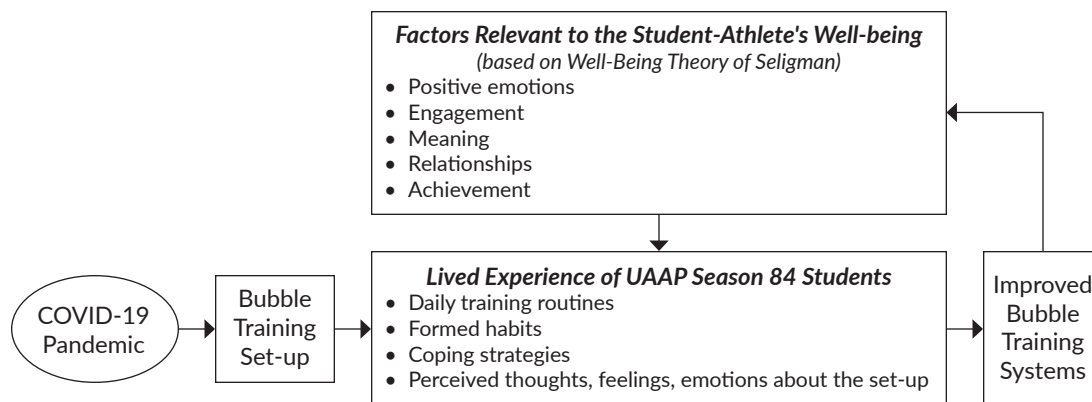 Factors Relevant to the Student-Athlete's Well-being
(based on Well-Being Theory of Seligman)
• Positive emotions
• Engagement
• Meaning
• Relationships
• Achievement
COVID-19
Pandemic
Bubble
Training
Set-up
Lived Experience of UAAP Season 84 Students
• Daily training routines
• Formed habits
• Coping strategies
• Perceived thoughts, feelings, emotions about the set-up
Improved
Bubble
Training
Systems